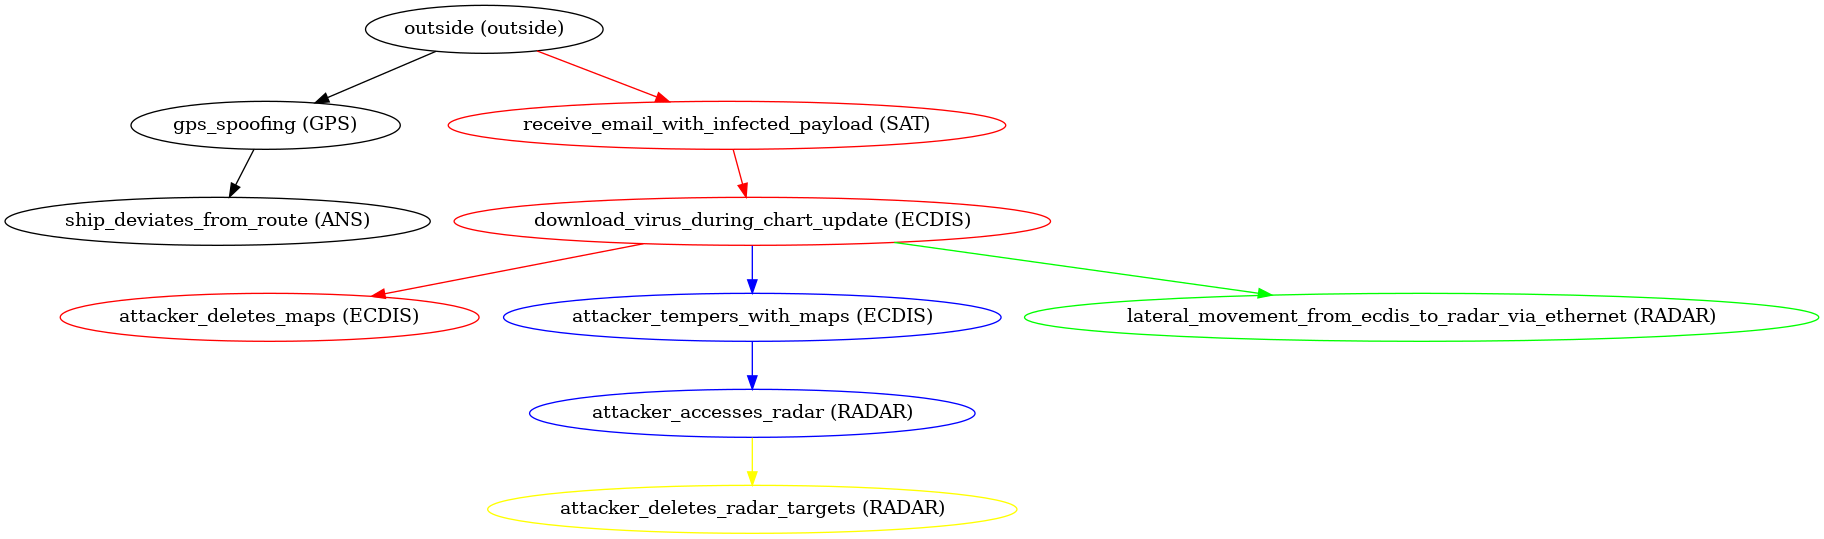 outside (outside)
gps_spoofing (GPS)
receive_email_with_infected_payload (SAT)
ship_deviates_from_route (ANS)
download_virus_during_chart_update (ECDIS)
attacker_deletes_maps (ECDIS)
attacker_tempers_with_maps (ECDIS)
lateral_movement_from_ecdis_to_radar_via_ethernet (RADAR)
attacker_accesses_radar (RADAR)
attacker_deletes_radar_targets (RADAR)